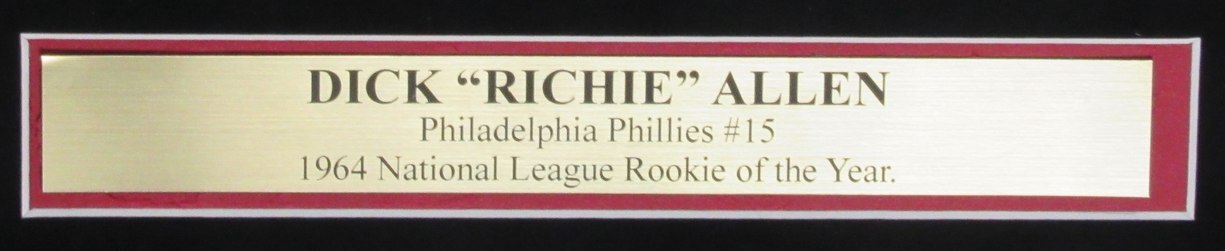 DICK “RICHIE” ALLEN
Philadelphia Phillies #15
1964 National League Rookie of the Year.